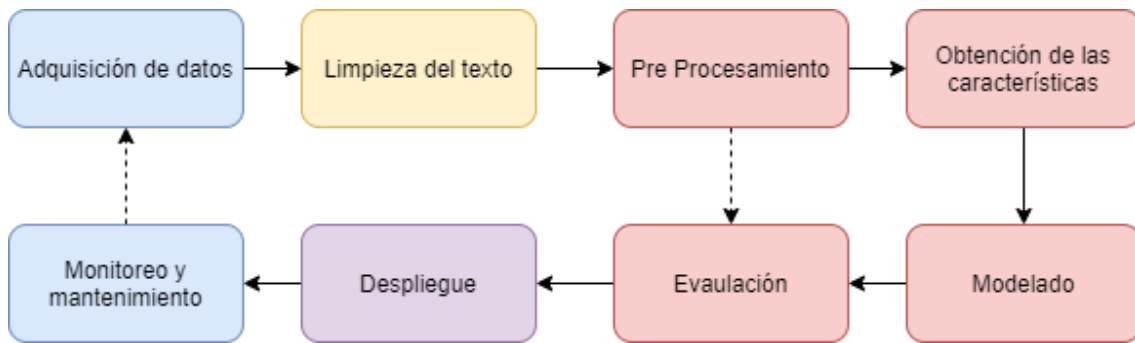 Adquisición de datos
Limpieza del texto
Pre Procesamiento
Obtención de las
características
Monitoreo y
mantenimiento
Despliegue
Evaulación
Modelado